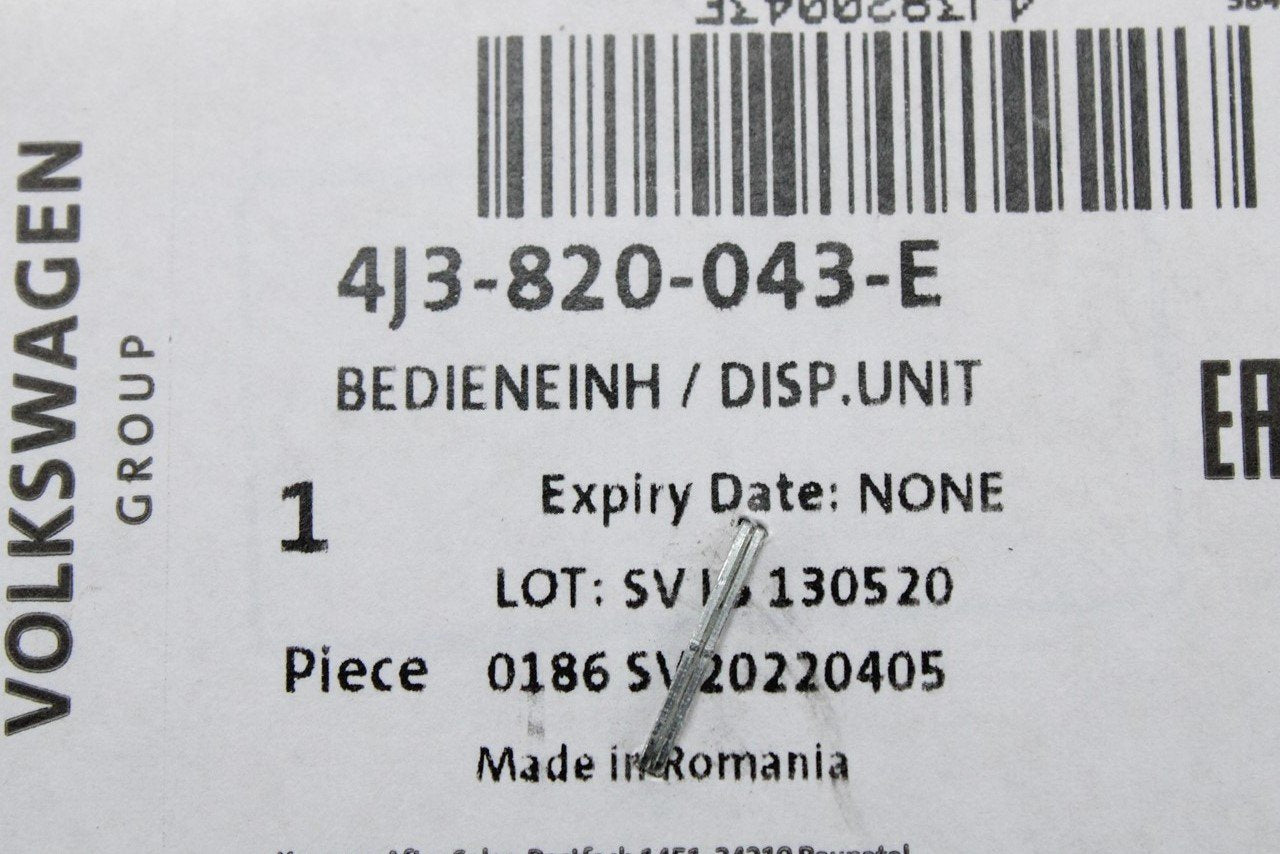 VOLKSWAGEN
GROUP
4J3-820-043-E
BEDIENEINH / DISP.UNIT
1
Expiry Date: NONE
LOT: SV 130520
Piece
0186 SV 20220405
Made in Romania